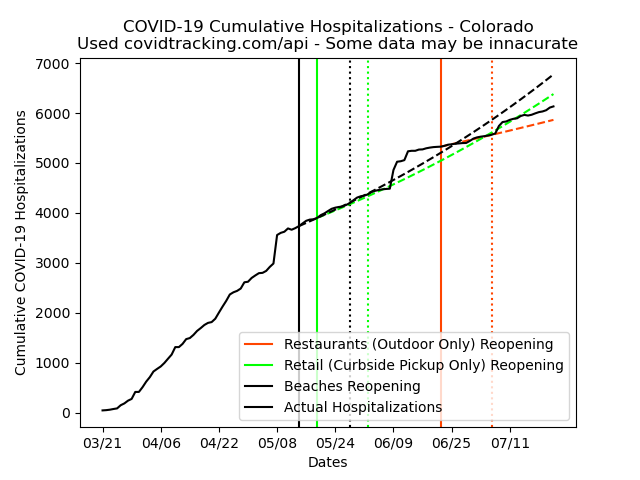 COVID-19 Cumulative Hospitalizations - Colorado
Used covidtracking.com/api - Some data may be innacurate
Cumulative COVID-19 Hospitalizations
7000
6000
5000
4000
3000
2000
1000
0
Restaurants (Outdoor Only) Reopening
Retail (Curbside Pickup Only) Reopening
Beaches Reopening
Actual Hospitalizations
03/21 04/06 04/22 05/08 05/24 06/09 06/25 07/11
Dates